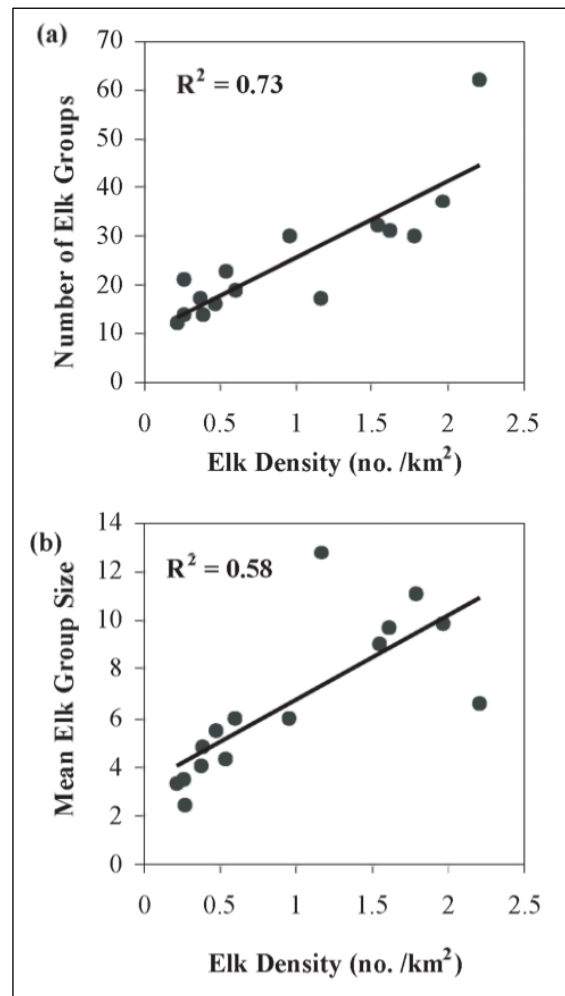 (a)
70
60
50
40
30
20
10
0
R² = 0.73
Number of Elk Groups
0 0.5 1 1.5 2 2.5
Elk Density (no. /km²)
(b)
14
12
10
8
6
4
2
0
R² = 0.58
Mean Elk Group Size
0 0.5 1 1.5 2 2.5
Elk Density (no. /km²)